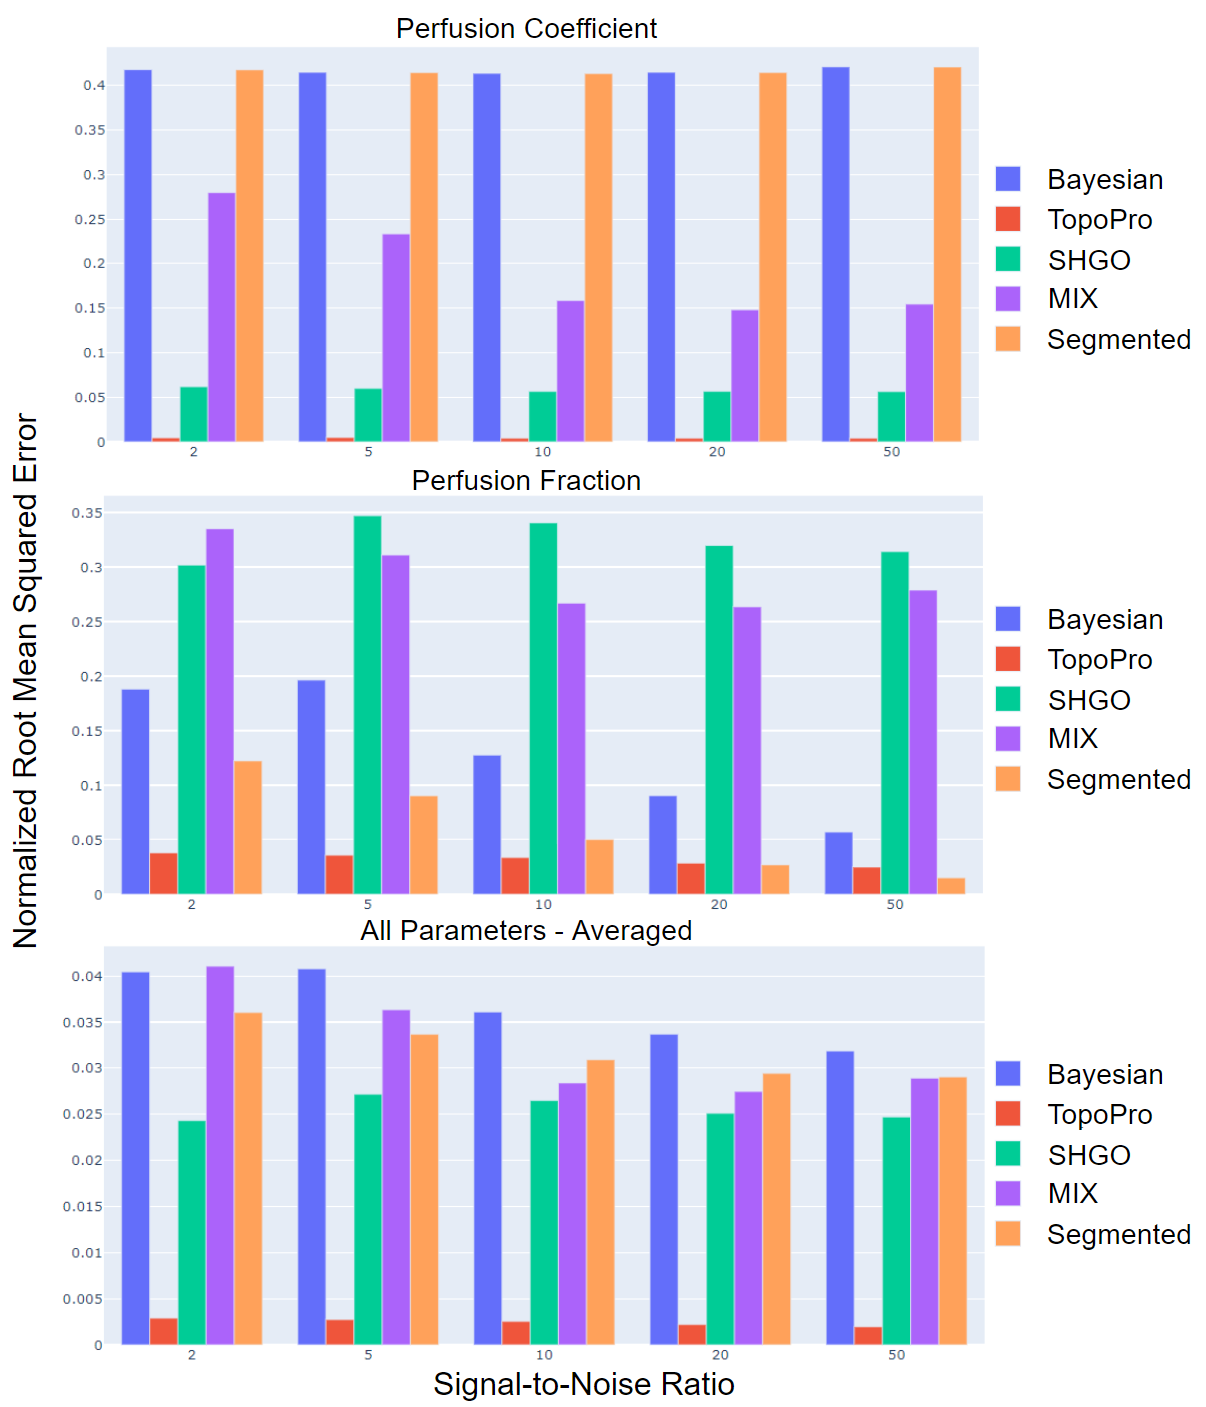 Perfusion Coefficient
0.4
0.35
0.3
0.25
0.2
0.15
0.1
0.05
0
2 5 10 20 50
Bayesian
TopoPro
SHGO
MIX
Segmented
Normalized Root Mean Squared Error
Perfusion Fraction
0.35
0.3
0.25
0.2
0.15
0.1
0.05
0
2 5 10 20 50
Bayesian
TopoPro
SHGO
MIX
Segmented
All Parameters - Averaged
0.04
0.035
0.03
0.025
0.02
0.015
0.01
0.005
0
2 5 10 20 50
Bayesian
TopoPro
SHGO
MIX
Segmented
Signal-to-Noise Ratio